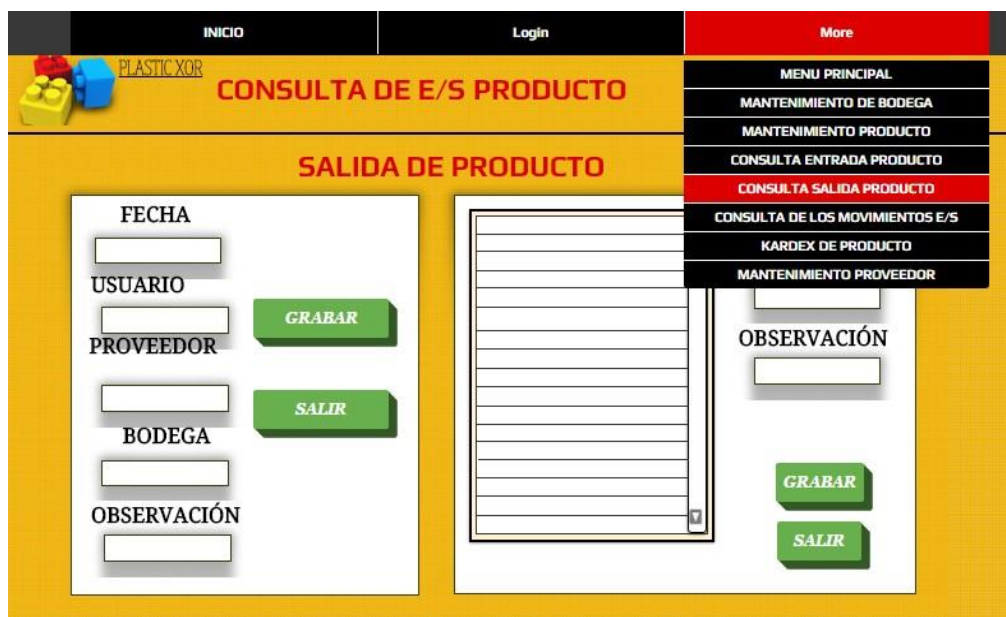 INICIO
Login
More
PLASTIC XOR
CONSULTA DE E/S PRODUCTO
MENU PRINCIPAL
MANTENIMIENTO DE BODEGA
MANTENIMIENTO PRODUCTO
CONSULTA ENTRADA PRODUCTO
CONSULTA SALIDA PRODUCTO
CONSULTA DE LOS MOVIMIENTOS E/S
KARDEX DE PRODUCTO
MANTENIMIENTO PROVEEDOR
SALIDA DE PRODUCTO
FECHA
USUARIO
PROVEEDOR
BODEGA
OBSERVACIÓN
GRABAR
SALIR
OBSERVACIÓN
GRABAR
SALIR